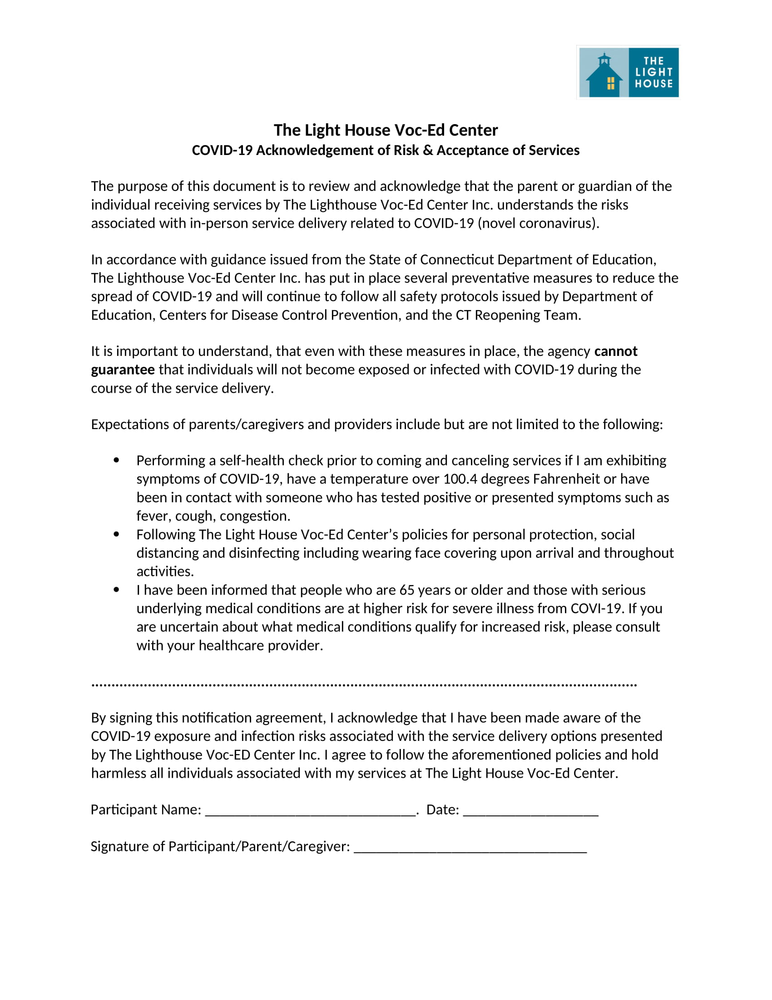 THE
LIGHT
HOUSE
The Light House Voc-Ed Center
COVID-19 Acknowledgement of Risk & Acceptance of Services
The purpose of this document is to review and acknowledge that the parent or guardian of the
individual receiving services by The Lighthouse Voc-Ed Center Inc. understands the risks
associated with in-person service delivery related to COVID-19 (novel coronavirus).
In accordance with guidance issued from the State of Connecticut Department of Education,
The Lighthouse Voc-Ed Center Inc. has put in place several preventative measures to reduce the
spread of COVID-19 and will continue to follow all safety protocols issued by Department of
Education, Centers for Disease Control Prevention, and the CT Reopening Team.
It is important to understand, that even with these measures in place, the agency cannot
guarantee that individuals will not become exposed or infected with COVID-19 during the
course of the service delivery.
Expectations of parents/caregivers and providers include but are not limited to the following:
• Performing a self-health check prior to coming and canceling services if I am exhibiting
symptoms of COVID-19, have a temperature over 100.4 degrees Fahrenheit or have
been in contact with someone who has tested positive or presented symptoms such as
fever, cough, congestion.
• Following The Light House Voc-Ed Center’s policies for personal protection, social
distancing and disinfecting including wearing face covering upon arrival and throughout
activities.
• I have been informed that people who are 65 years or older and those with serious
underlying medical conditions are at higher risk for severe illness from COVI-19. If you
are uncertain about what medical conditions qualify for increased risk, please consult
with your healthcare provider.
By signing this notification agreement, I acknowledge that I have been made aware of the
COVID-19 exposure and infection risks associated with the service delivery options presented
by The Lighthouse Voc-ED Center Inc. I agree to follow the aforementioned policies and hold
harmless all individuals associated with my services at The Light House Voc-Ed Center.
Participant Name: ____________________________. Date: __________________
Signature of Participant/Parent/Caregiver: _______________________________